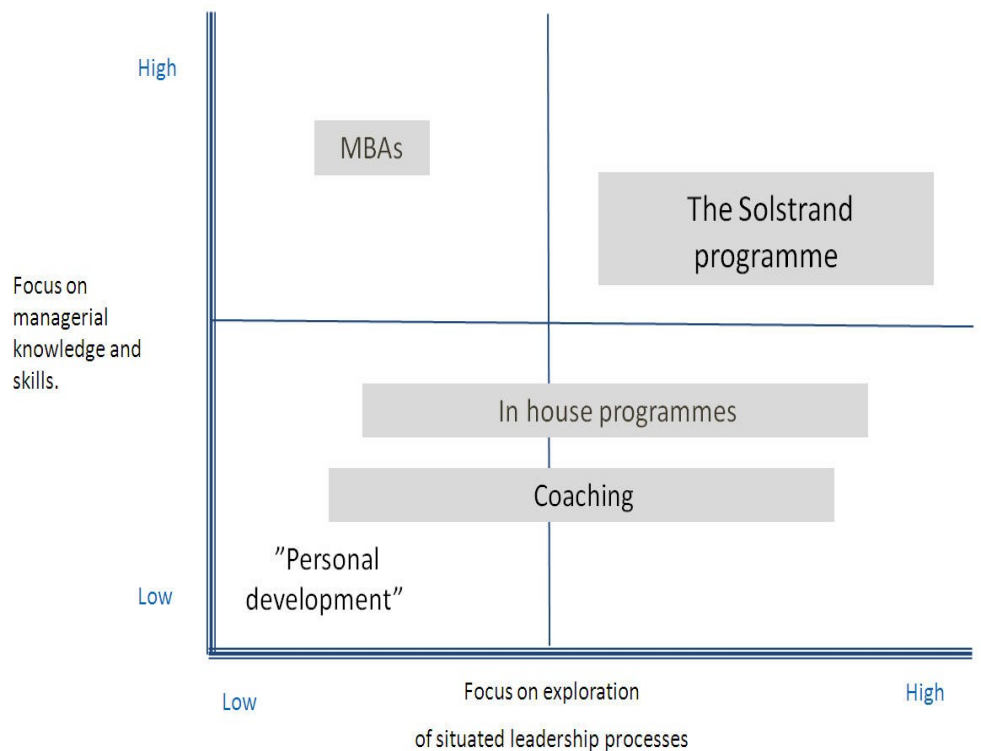 High
MBAs
The Solstrand
programme
Focus on
managerial
knowledge and
skills.
In house programmes
Coaching
”Personal
development”
Low
Low
Focus on exploration
High
of situated leadership processes